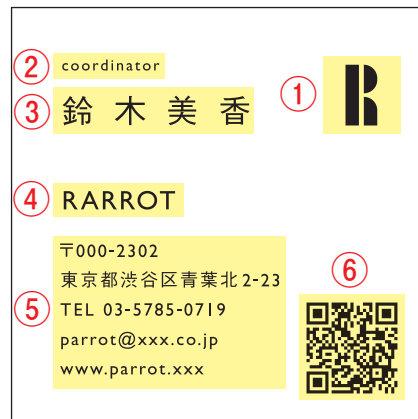 ② coordinator
① R
③ 鈴木美香
④ RARROT
〒000-2302
東京都渋谷区青葉北2-23
⑤ TEL 03-5785-0719
parrot@xxx.co.jp
www.parrot.xxx
⑥